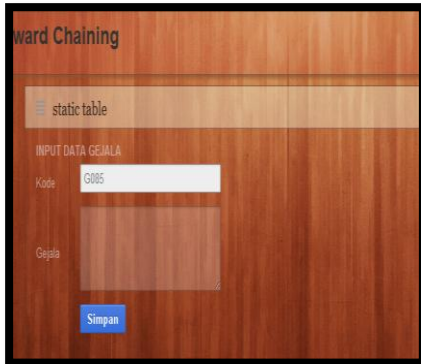 ward Chaining
static table
INPUT DATA GEJALA
Kode G085
Gejala
Simpan